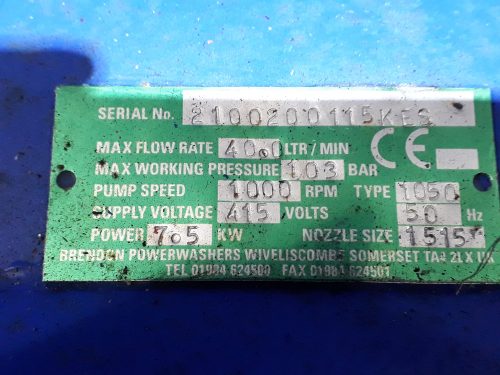 SERIAL No. 2100200115KES
MAX FLOW RATE 40.0 LTR/MIN
MAX WORKING PRESSURE 103 BAR CE
PUMP SPEED 1000 RPM TYPE 1050
SUPPLY VOLTAGE 415 VOLTS 50 Hz
POWER 7.5 KW NOZZLE SIZE 1515
BRENDON POWERWASHERS WIVELISCOMBE SOMERSET TA4 2LX UK
TEL 01984 624500 FAX 01984 624501